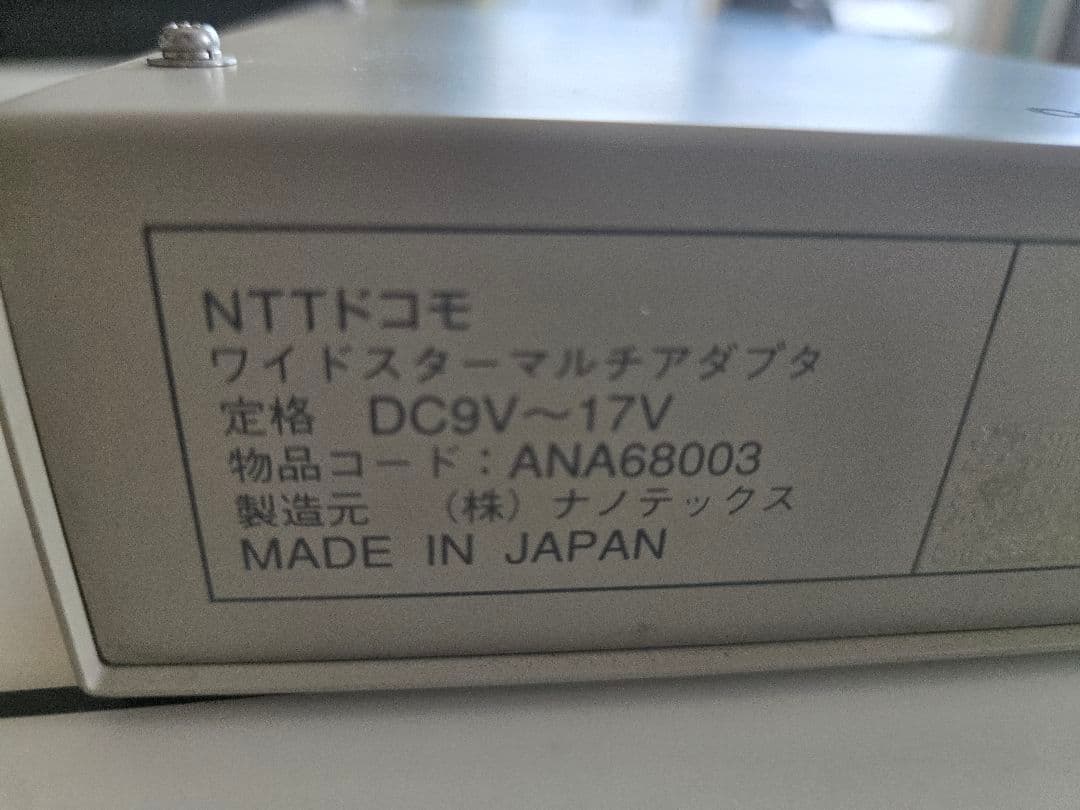 NTTドコモ
ワイドスターマルチアダプタ
定格　DC9V～17V
物品コード：ANA68003
製造元　（株）ナノテックス
MADE IN JAPAN